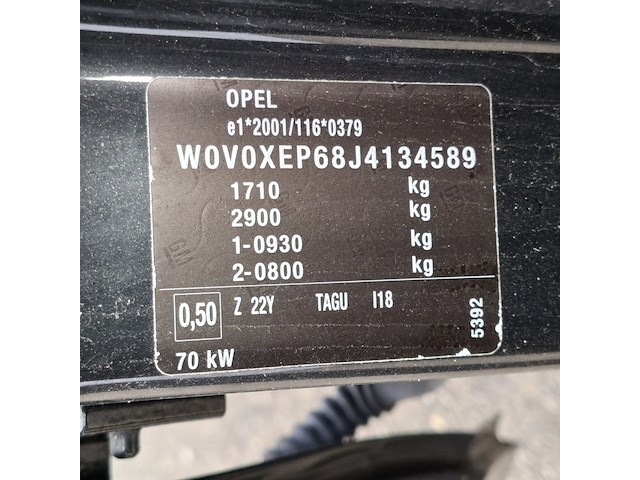 OPEL
e1*2001/116*0379
W0V0XEP68J4134589
1710 kg
2900 kg
1-0930 kg
2-0800 kg
0,50 Z 22Y TAGU I18
5392
70 kW
GM